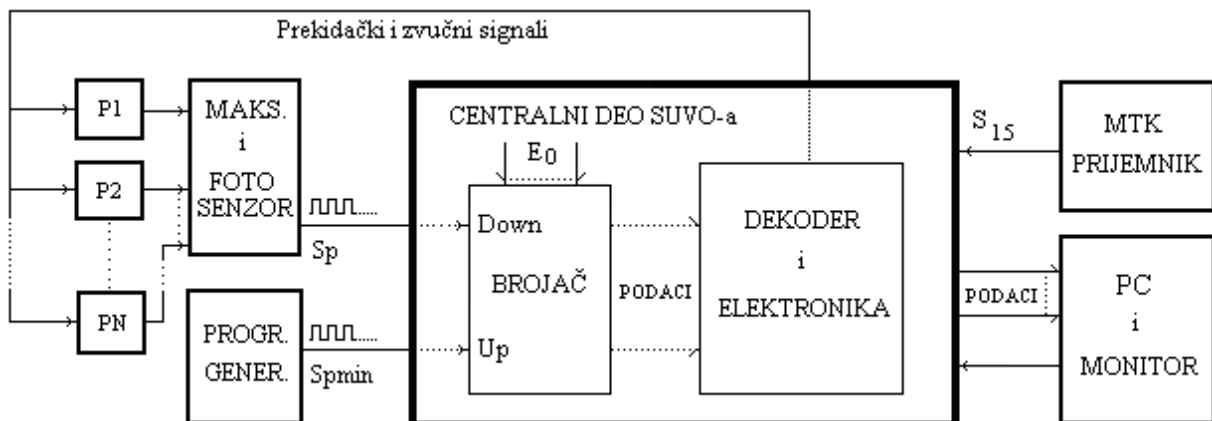 Prekidački i zvučni signali
P1
P2
PN
MAKS.
i
FOTO
SENZOR
Sp
PROGR.
GENER.
Spmin
CENTRALNI DEO SUVO-a
E0
Down
BROJAČ
Up
PODACI
DEKODER
i
ELEKTRONIKA
S15
MTK
PRIJEMNIK
PODACI
PC
i
MONITOR